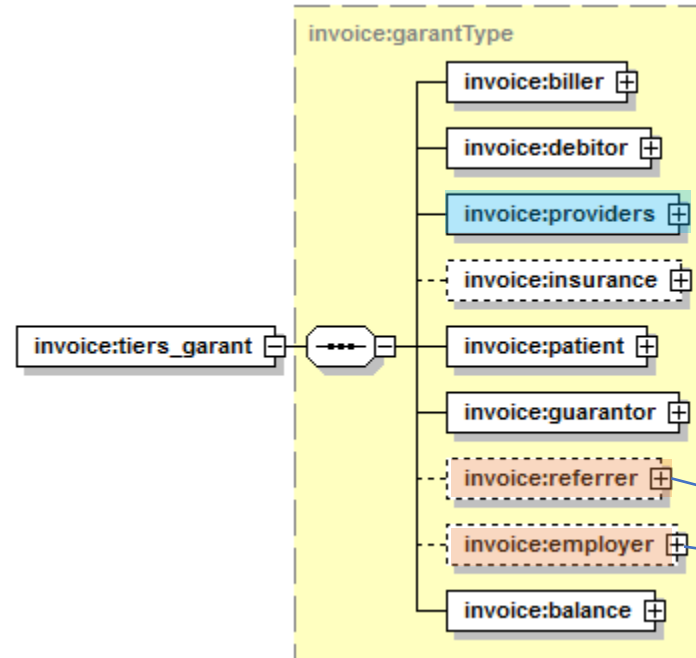 invoice:garantType
invoice:biller
invoice:debitor
invoice:providers
invoice:insurance
invoice:tiers_garant
invoice:patient
invoice:guarantor
invoice:referrer
invoice:employer
invoice:balance